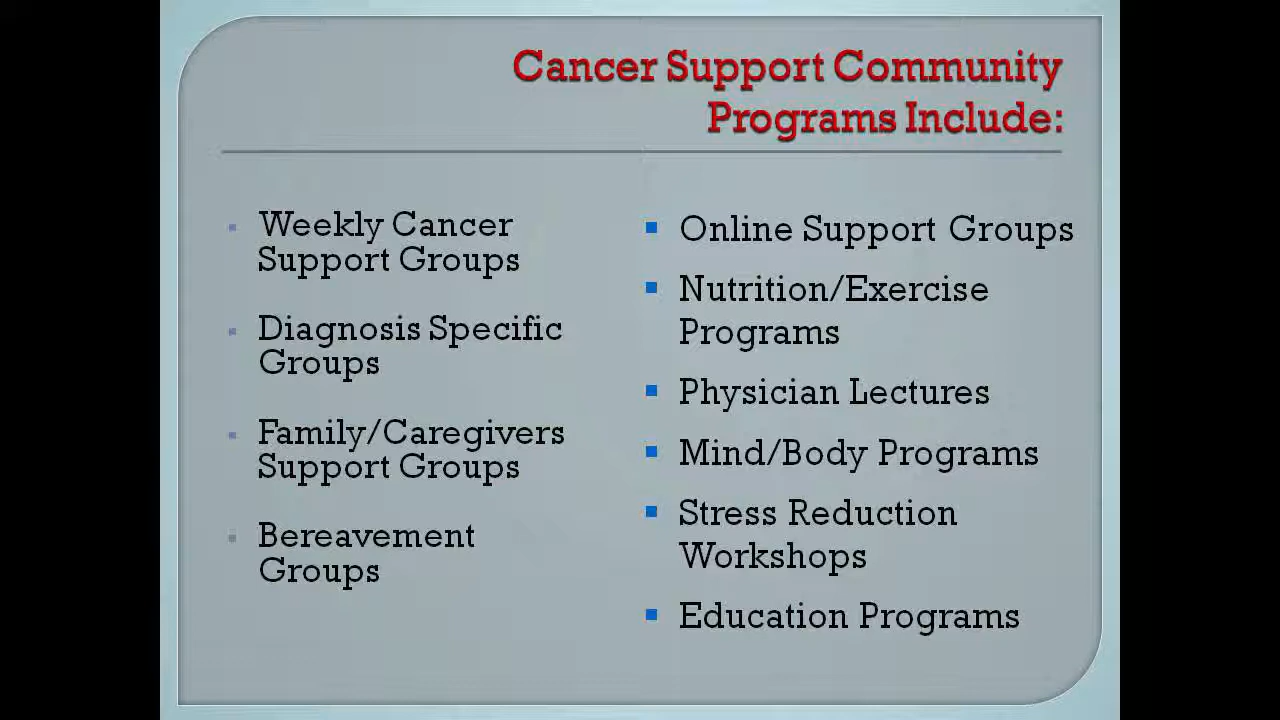 Cancer Support Community
Programs Include:
Weekly Cancer
Support Groups
Diagnosis Specific
Groups
Family/Caregivers
Support Groups
Bereavement
Groups
Online Support Groups
Nutrition/Exercise
Programs
Physician Lectures
Mind/Body Programs
Stress Reduction
Workshops
Education Programs